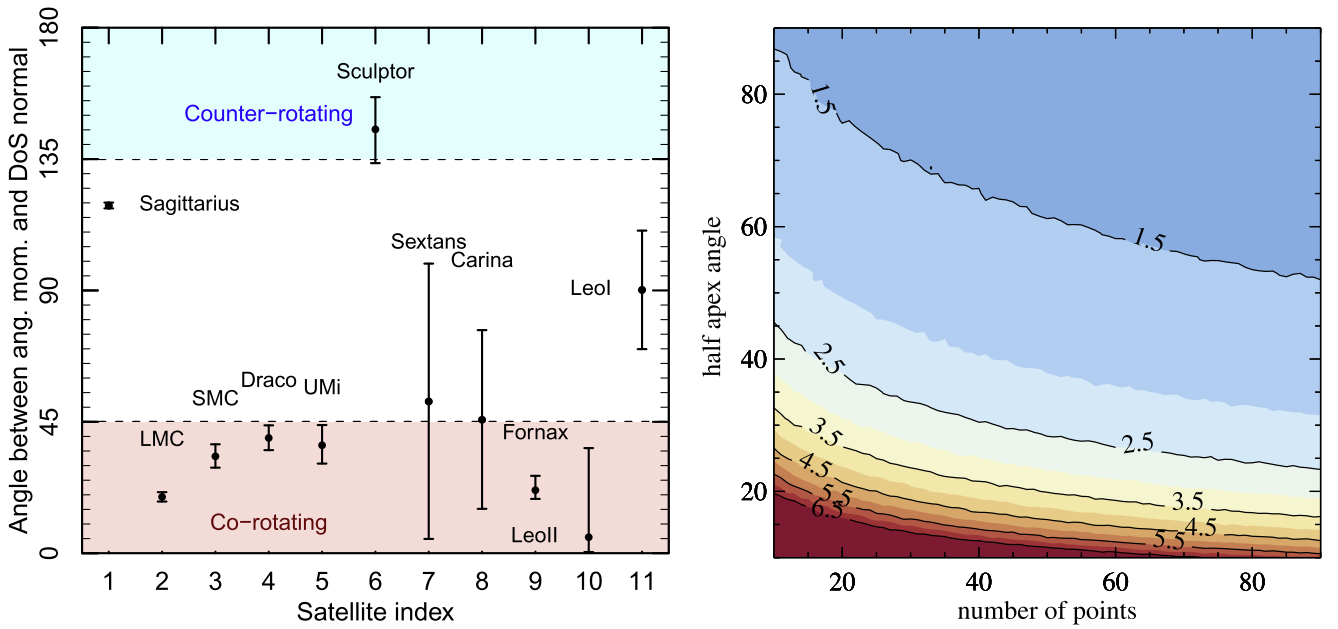 Angle between ang. mom. and DoS normal
180
135
90
45
0
Sculptor
Counter−rotating
Sagittarius
Sextans
Carina
LeoI
Draco
UMi
SMC
LMC
Fornax
Co−rotating
LeoII
1 2 3 4 5 6 7 8 9 10 11
Satellite index
half apex angle
80
60
40
20
1.5
1.5
2.5
2.5
3.5
3.5
4.5
4.5
5.5
5.5
6.5
20 40 60 80
number of points